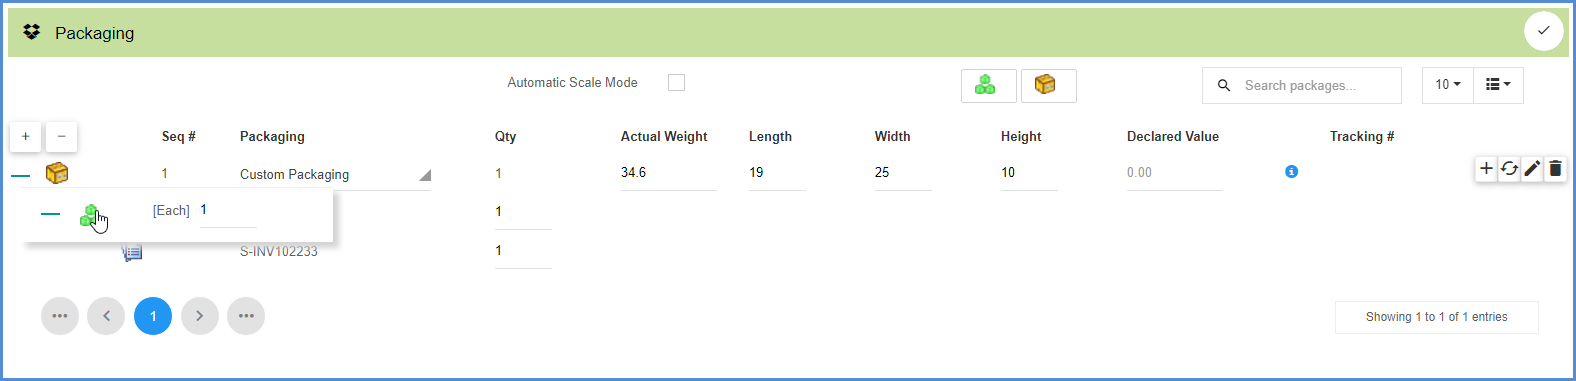 Packaging
Automatic Scale Mode
Search packages...
10
Seq # Packaging Qty Actual Weight Length Width Height Declared Value Tracking #
1 Custom Packaging 1 34.6 19 25 10 0.00
[Each] 1 1
S-INV102233 1
1
Showing 1 to 1 of 1 entries